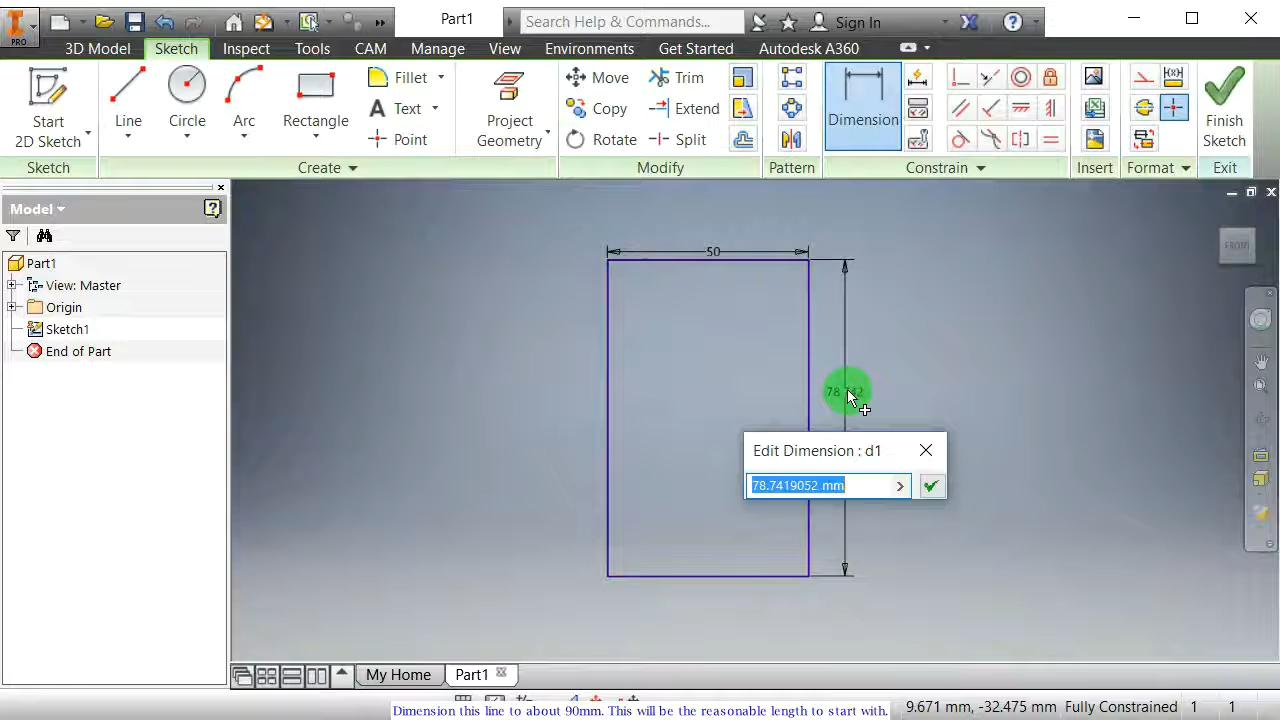 PRO
Part1
Search Help & Commands...
Sign In
3D Model
Sketch
Inspect
Tools
CAM
Manage
View
Environments
Get Started
Autodesk A360
Start
2D Sketch
Line
Circle
Arc
Rectangle
Fillet
Text
Point
Project
Geometry
Move
Copy
Rotate
Trim
Extend
Split
Dimension
Finish
Sketch
Sketch
Create
Modify
Pattern
Constrain
Insert
Format
Exit
Model
Part1
View: Master
Origin
Sketch1
End of Part
FRONT
50
78.742
Edit Dimension : d1
78.7419052 mm
My Home
Part1
Dimension this line to about 90mm. This will be the reasonable length to start with.
9.671 mm, -32.475 mm
Fully Constrained
1
1